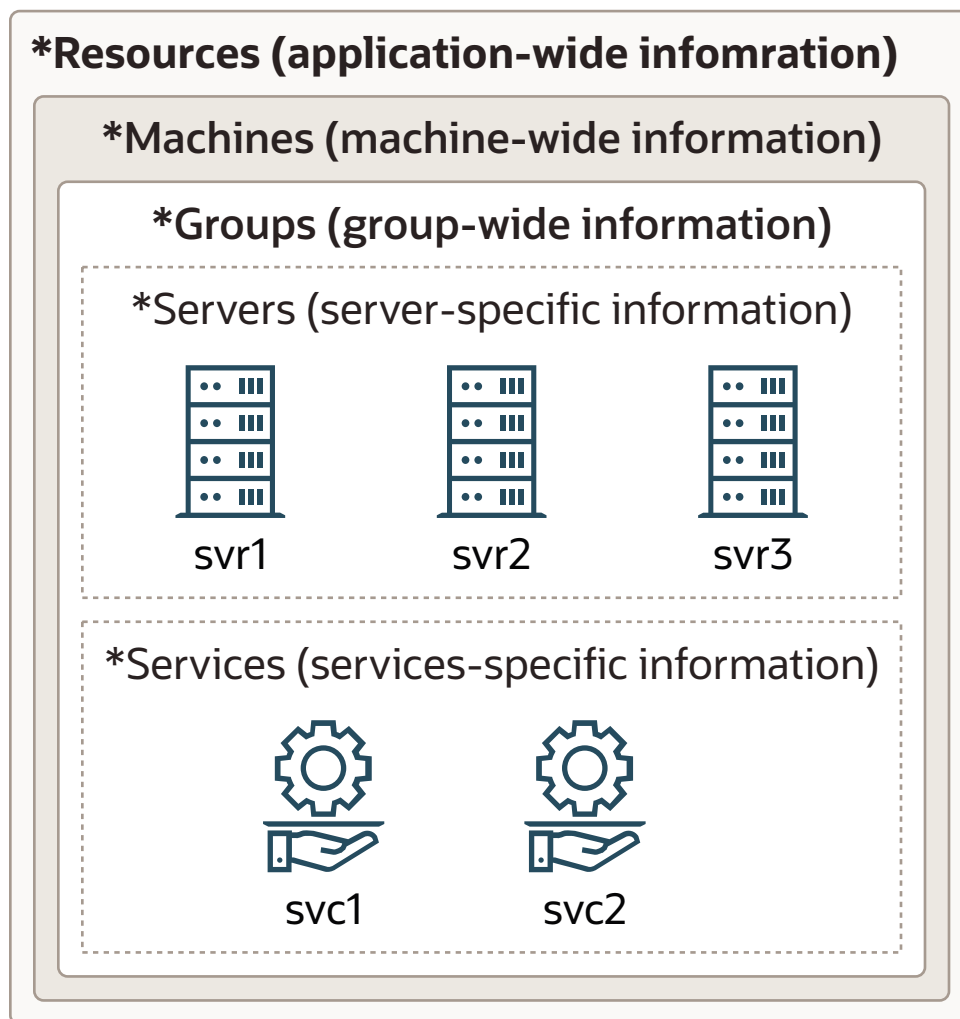 *Resources (application-wide infomration)
*Machines (machine-wide information)
*Groups (group-wide information)
*Servers (server-specific information)
svr1 svr2 svr3
*Services (services-specific information)
svc1 svc2